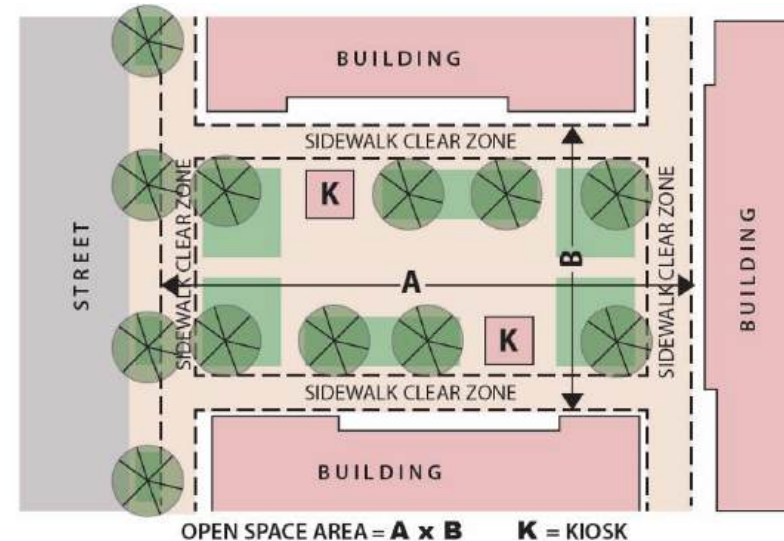 BUILDING
SIDEWALK CLEAR ZONE
K
STREET
SIDEWALK CLEAR ZONE
A
B
SIDEWALK CLEAR ZONE
BUILDING
K
SIDEWALK CLEAR ZONE
BUILDING
OPEN SPACE AREA = A x B K = KIOSK